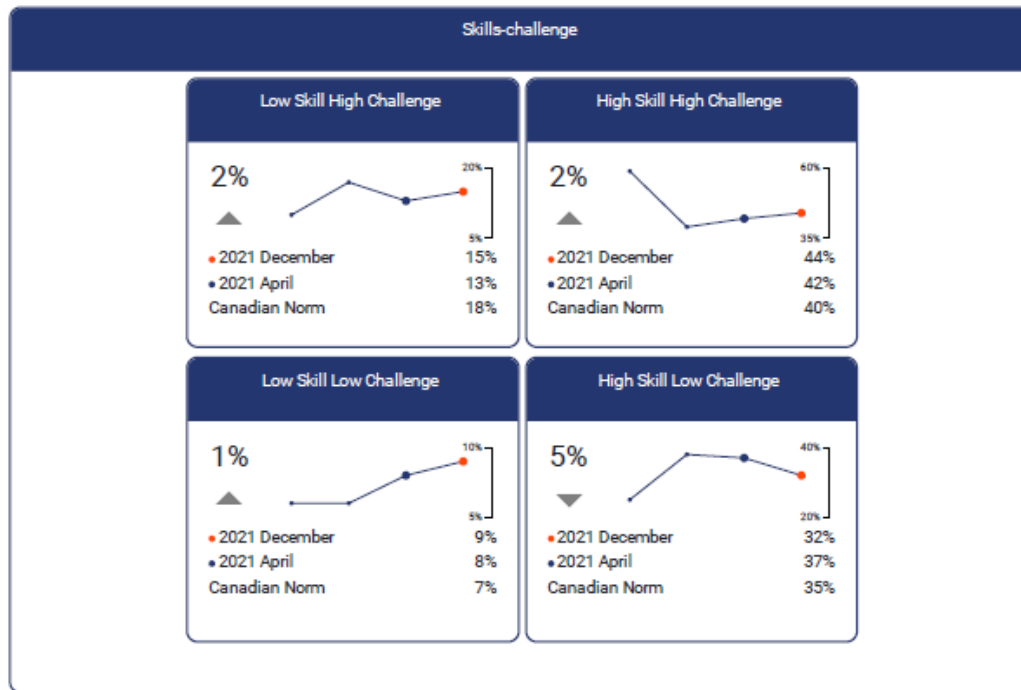 Skills-challenge
Low Skill High Challenge
2%
20%
5%
2021 December 15%
2021 April 13%
Canadian Norm 18%
High Skill High Challenge
2%
60%
35%
2021 December 44%
2021 April 42%
Canadian Norm 40%
Low Skill Low Challenge
1%
10%
5%
2021 December 9%
2021 April 8%
Canadian Norm 7%
High Skill Low Challenge
5%
40%
20%
2021 December 32%
2021 April 37%
Canadian Norm 35%